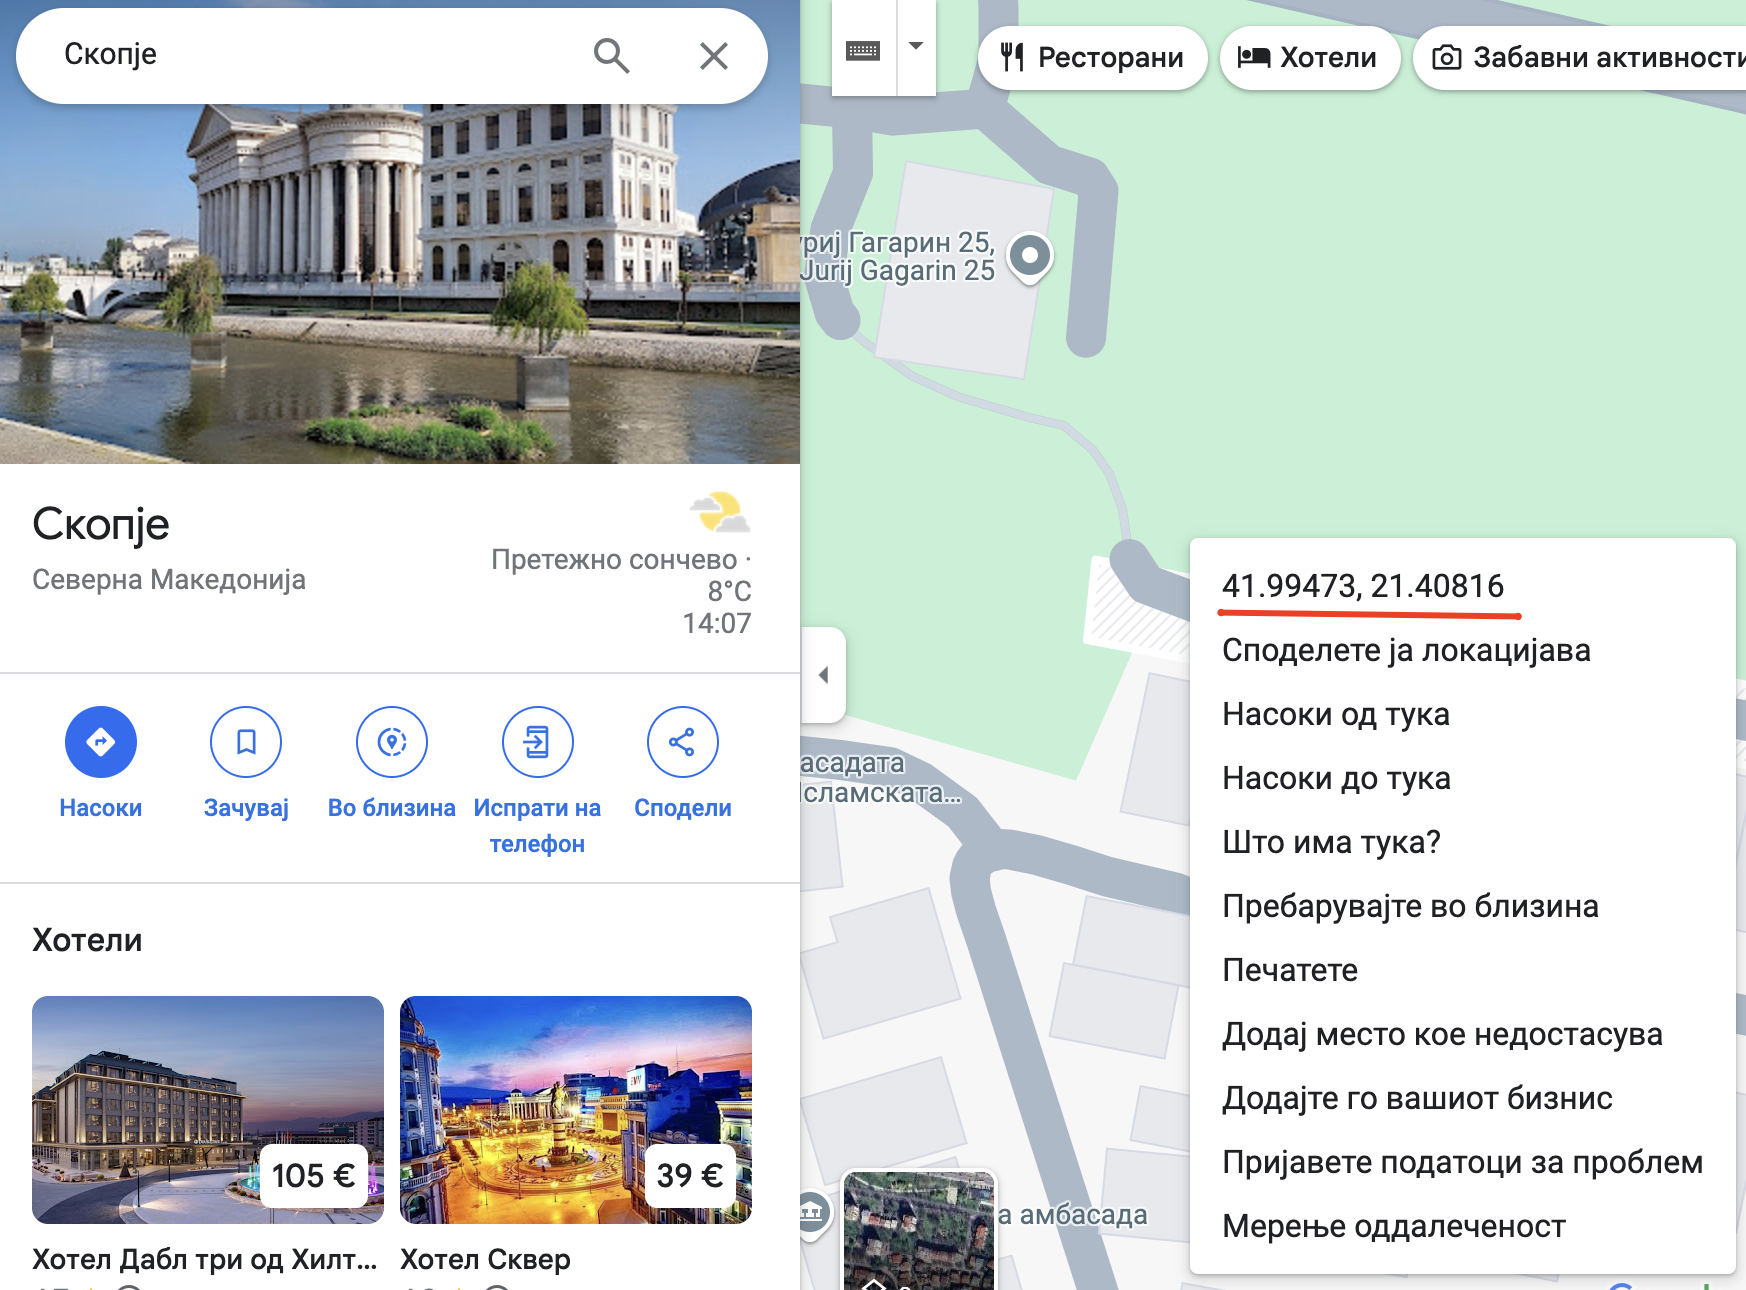 Скопје
Ресторани
Хотели
Забавни активности
Гагарин 25,
Jurij Gagarin 25
Скопје
Северна Македонија
Претежно сончево ·
8°C
14:07
41.99473, 21.40816
Споделете ја локацијава
Насоки од тука
Насоки до тука
Што има тука?
Пребарувајте во близина
Печатете
Додај место кое недостасува
Додајте го вашиот бизнис
Пријавете податоци за проблем
Мерење оддалеченост
Насоки
Зачувај
Во близина
Испрати на
телефон
Сподели
Хотели
105 €
39 €
Хотел Дабл три од Хилт...
Хотел Сквер
амбасада